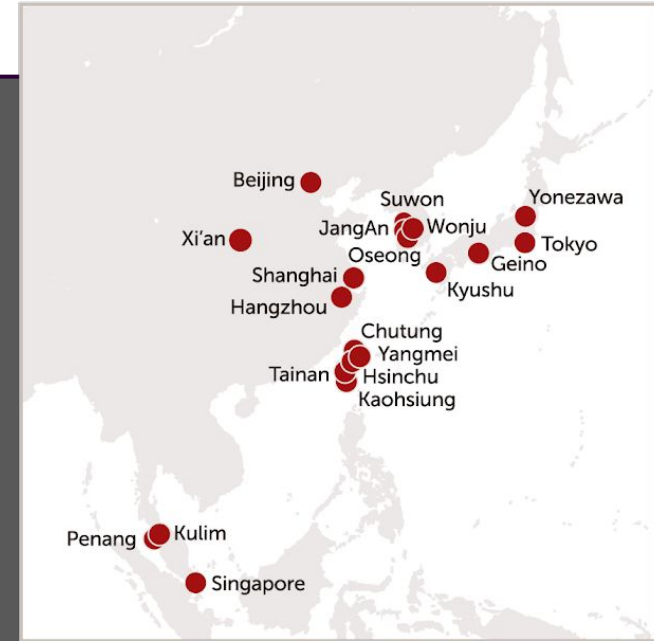 Beijing
Suwon
Yonezawa
JangAn
Wonju
Xi'an
Tokyo
Oseong
Geino
Shanghai
Kyushu
Hangzhou
Chutung
Yangmei
Tainan
Hsinchu
Kaohsiung
Kulim
Penang
Singapore